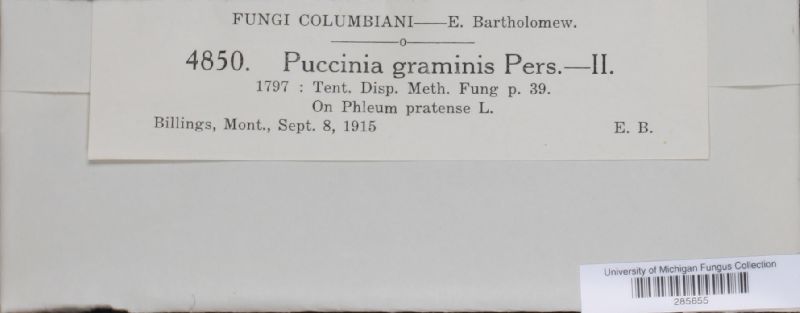 FUNGI COLUMBIANI——E. Bartholomew.
4850. Puccinia graminis Pers.—II.
1797 : Tent. Disp. Meth. Fung p. 39.
On Phleum pratense L.
Billings, Mont., Sept. 8, 1915 E. B.
University of Michigan Fungus Collection
285655